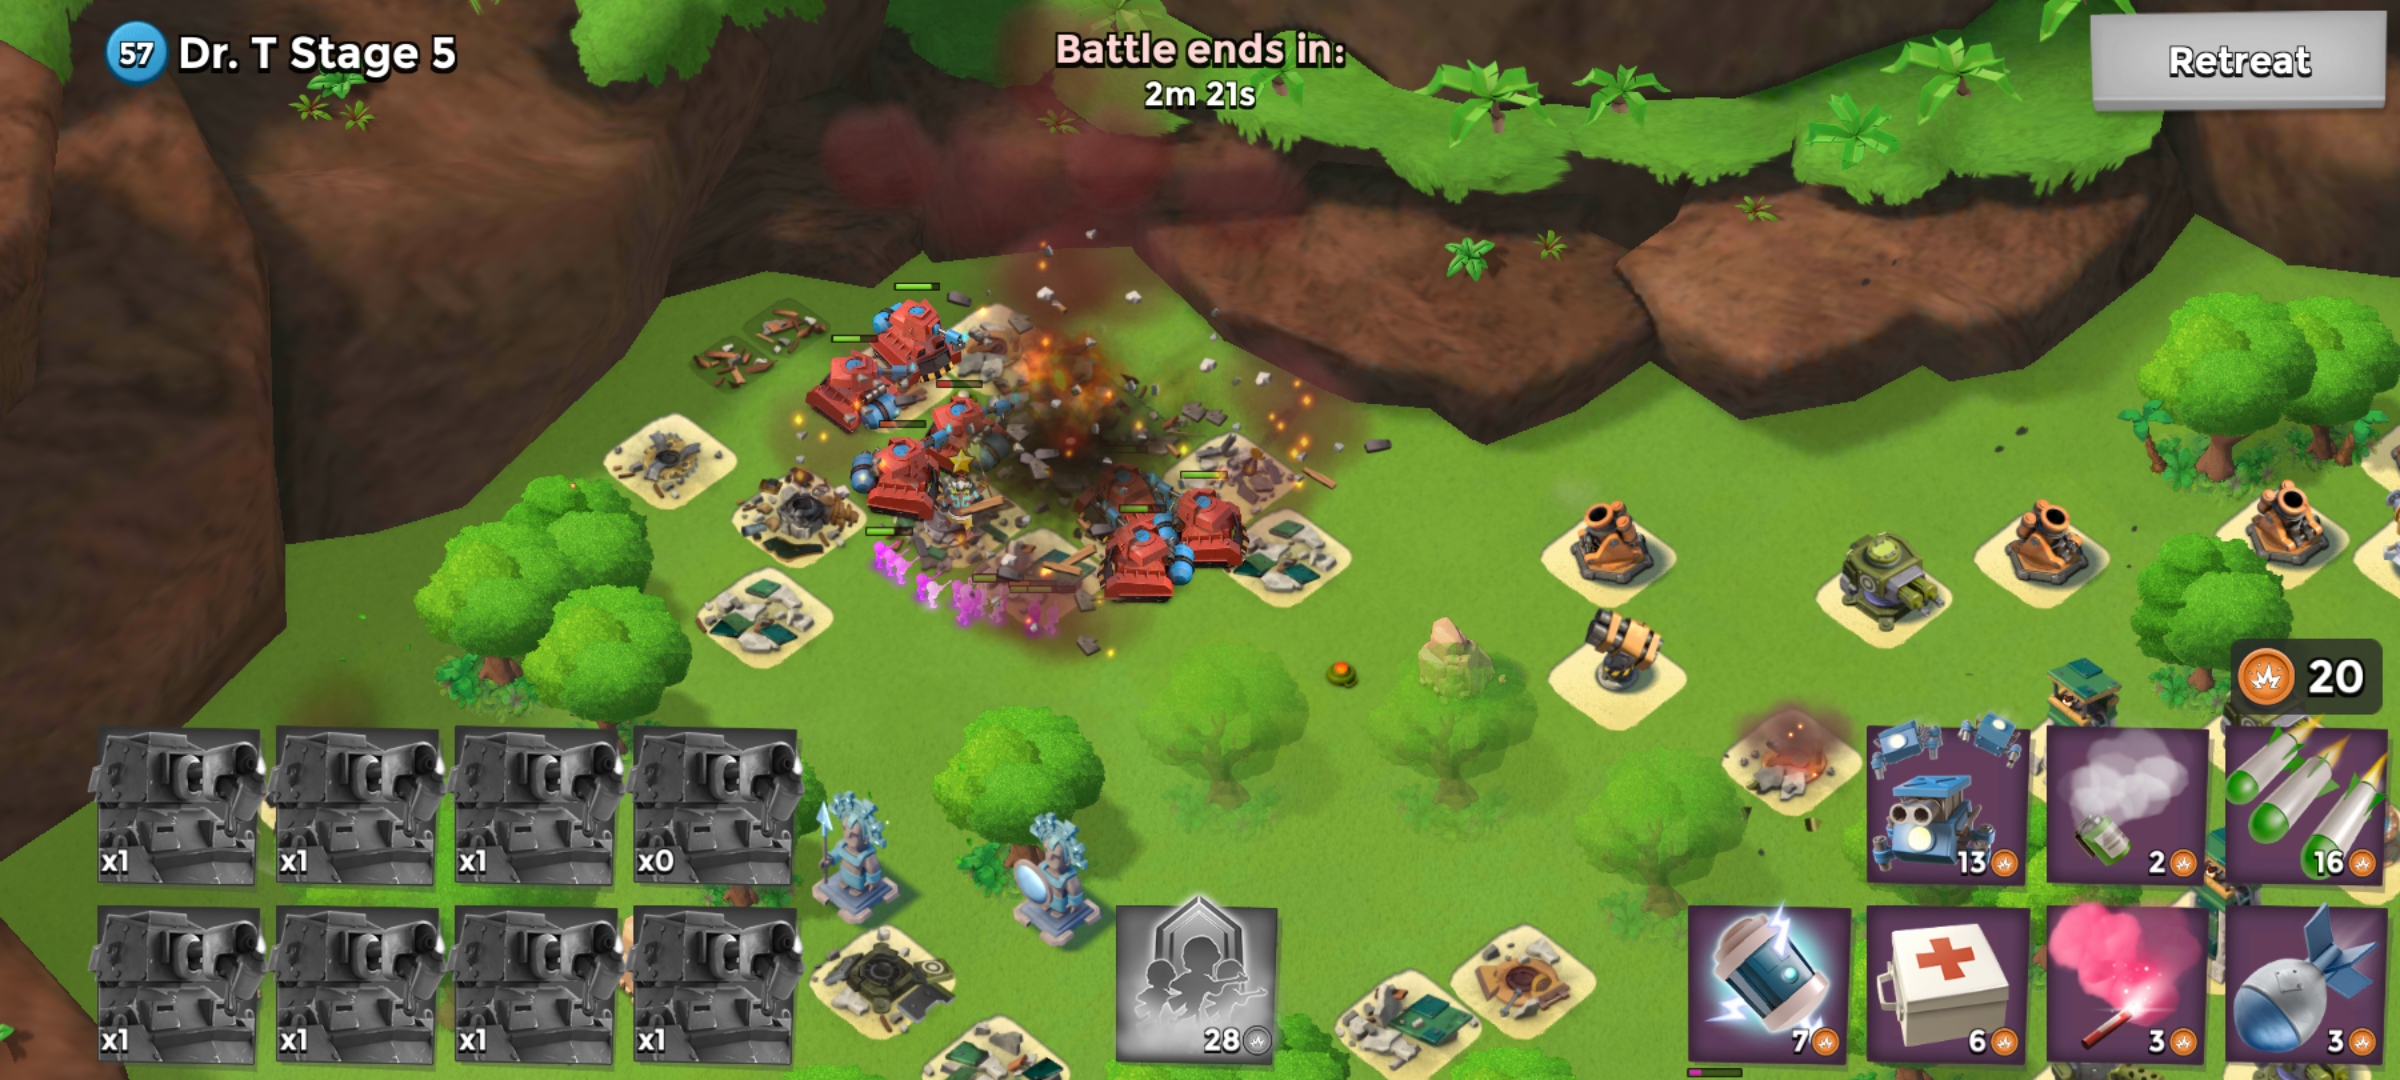 57 Dr. T Stage 5
Battle ends in:
2m 21s
Retreat
20
x1 x1 x1 x0
13 2 16
x1 x1 x1 x1
28
7 6 3 3